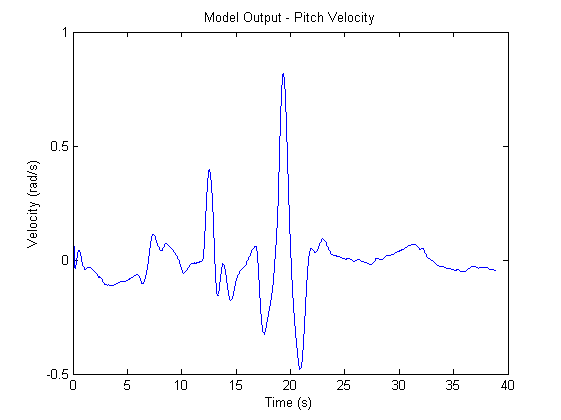 Model Output - Pitch Velocity
1
0.5
0
-0.5
Velocity (rad/s)
0 5 10 15 20 25 30 35 40
Time (s)